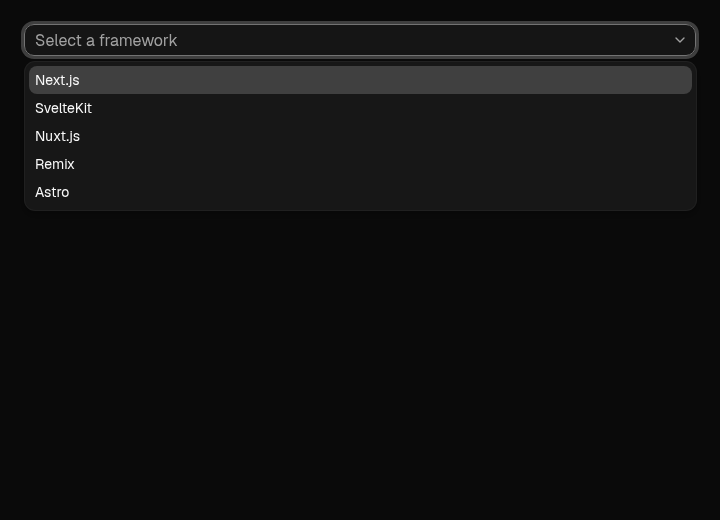 Select a framework
Next.js
SvelteKit
Nuxt.js
Remix
Astro